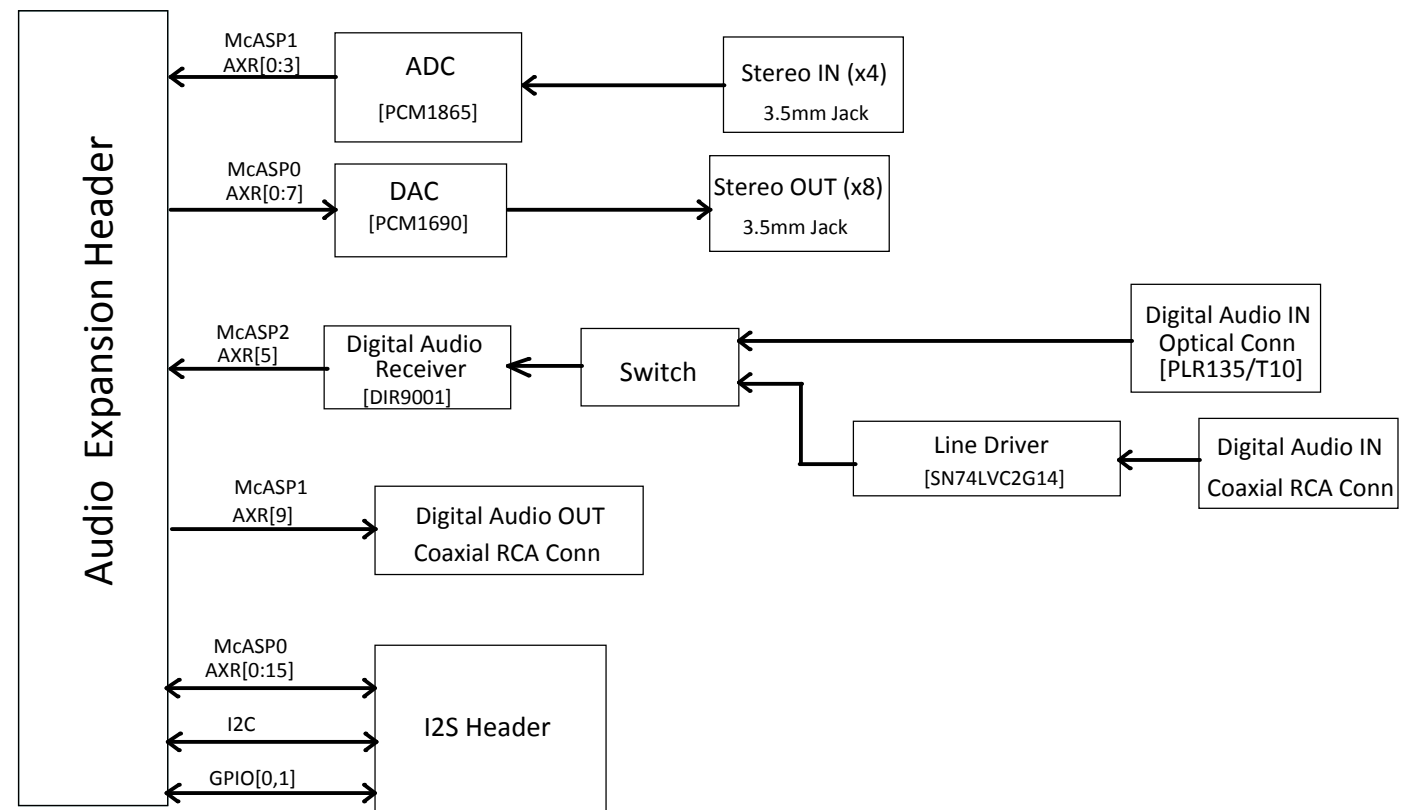 Audio Expansion Header
McASP1
AXR[0:3]
ADC
[PCM1865]
Stereo IN (x4)
3.5mm Jack
McASP0
AXR[0:7]
DAC
[PCM1690]
Stereo OUT (x8)
3.5mm Jack
McASP2
AXR[5]
Digital Audio
Receiver
[DIR9001]
Switch
Digital Audio IN
Optical Conn
[PLR135/T10]
Line Driver
[SN74LVC2G14]
Digital Audio IN
Coaxial RCA Conn
McASP1
AXR[9]
Digital Audio OUT
Coaxial RCA Conn
McASP0
AXR[0:15]
I2C
GPIO[0,1]
I2S Header